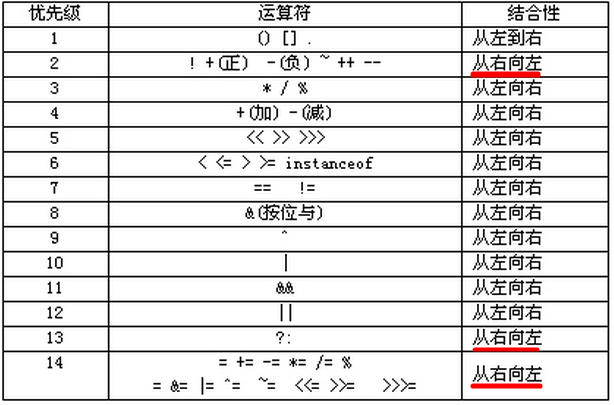 优先级 运算符 结合性
1 () [] . 从左到右
2 ! +(正) -(负) ~ ++ -- 从右向左
3 * / % 从左向右
4 +(加) -(减) 从左向右
5 << >> >>> 从左向右
6 < <= > >= instanceof 从左向右
7 == != 从左向右
8 &(按位与) 从左向右
9 ^ 从左向右
10 | 从左向右
11 && 从左向右
12 || 从左向右
13 ?: 从右向左
14 = += -= *= /= % 从右向左
= &= |= ^= ~= <<= >>= >>>=